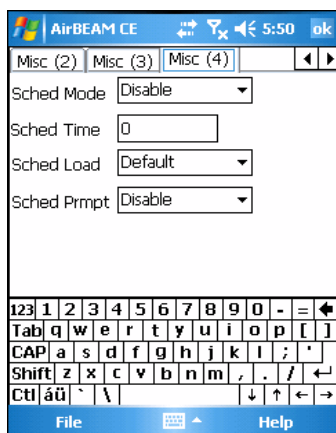 AirBEAM CE 5:50 ok
Misc (2) Misc (3) Misc (4)
Sched Mode Disable
Sched Time 0
Sched Load Default
Sched Prmpt Disable
123 1 2 3 4 5 6 7 8 9 0 - =
Tab q w e r t y u i o p [ ]
CAP a s d f g h j k l ; '
Shift z x c v b n m , . /
Ctl áü ` \
File Help